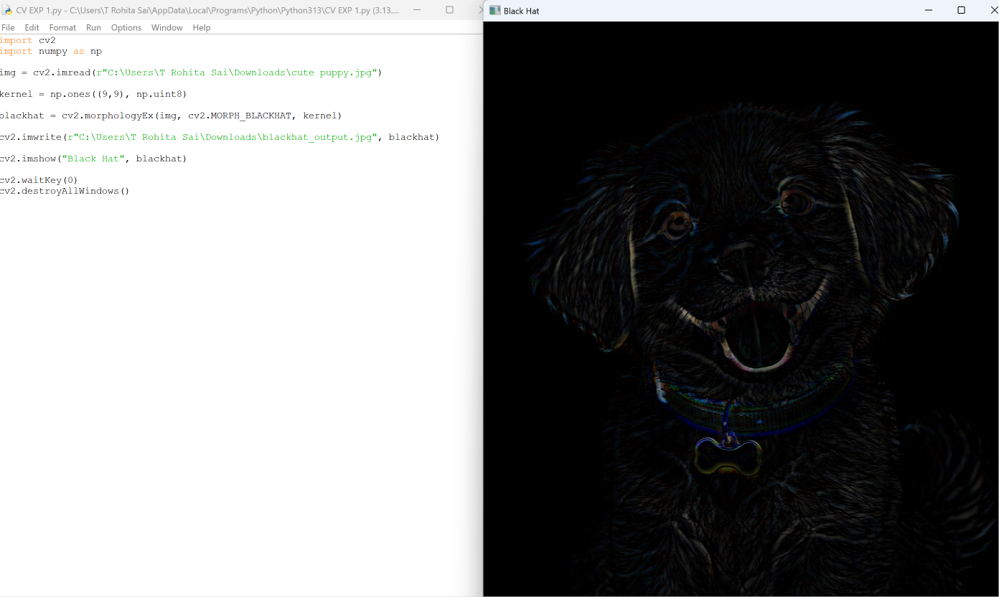 CV EXP 1.py - C:\Users\T Rohita Sai\AppData\Local\Programs\Python\Python313\CV EXP 1.py (3.13....
File Edit Format Run Options Window Help
import cv2
import numpy as np
img = cv2.imread(r"C:\Users\T Rohita Sai\Downloads\cute puppy.jpg")
kernel = np.ones((9,9), np.uint8)
blackhat = cv2.morphologyEx(img, cv2.MORPH_BLACKHAT, kernel)
cv2.imwrite(r"C:\Users\T Rohita Sai\Downloads\blackhat_output.jpg", blackhat)
cv2.imshow("Black Hat", blackhat)
cv2.waitKey(0)
cv2.destroyAllWindows()
Black Hat